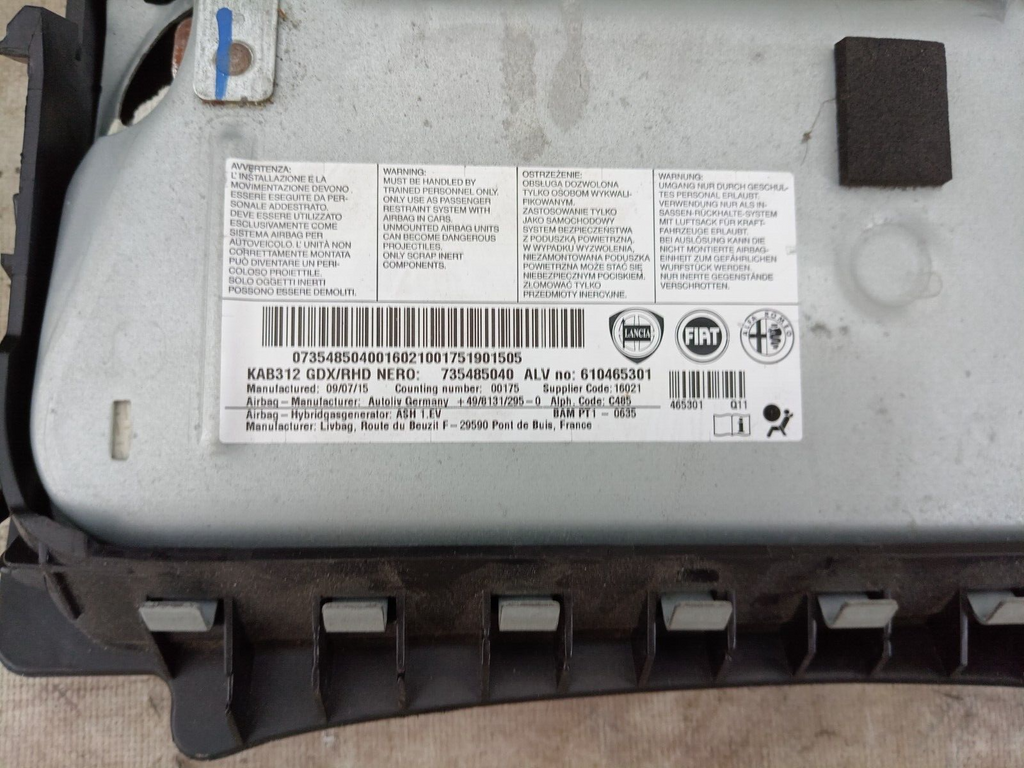 AVVERTENZA:
L'INSTALLAZIONE E LA
MOVIMENTAZIONE DEVONO
ESSERE ESEGUITE DA PER-
SONALE ADDESTRATO.
DEVE ESSERE UTILIZZATO
ESCLUSIVAMENTE COME
SISTEMA AIRBAG PER
AUTOVEICOLO. L'UNITÀ NON
CORRETTAMENTE MONTATA
PUÒ DIVENTARE UN PERI-
COLOSO PROIETTILE.
SOLO OGGETTI INERTI
POSSONO ESSERE DEMOLITI.
WARNING:
MUST BE HANDLED BY
TRAINED PERSONNEL ONLY.
ONLY USE AS PASSENGER
RESTRAINT SYSTEM WITH
AIRBAG IN CARS.
UNMOUNTED AIRBAG UNITS
CAN BECOME DANGEROUS
PROJECTILES.
ONLY SCRAP INERT
COMPONENTS.
OSTRZEŻENIE:
OBSŁUGA DOZWOLONA
TYLKO OSOBOM WYKWALI-
FIKOWANYM.
ZASTOSOWANIE TYLKO
JAKO SAMOCHODOWY
SYSTEM BEZPIECZEŃSTWA
Z PODUSZKĄ POWIETRZNĄ.
W WYPADKU WYZWOLENIA,
NIEZAMONTOWANA PODUSZKA
POWIETRZNA MOŻE STAĆ SIĘ
NIEBEZPIECZNYM POCISKIEM.
ZŁOMOWAĆ TYLKO
PRZEDMIOTY INERCYJNE.
WARNUNG:
UMGANG NUR DURCH GESCHUL-
TES PERSONAL ERLAUBT.
VERWENDUNG NUR ALS IN-
SASSEN-RÜCKHALTE-SYSTEM
MIT LUFTSACK FÜR KRAFT-
FAHRZEUGE ERLAUBT.
BEI AUSLÖSUNG KANN DIE
NICHT MONTIERTE AIRBAG-
EINHEIT ZUM GEFÄHRLICHEN
WURFSTÜCK WERDEN.
NUR INERTE GEGENSTÄNDE
VERSCHROTTEN.
LANCIA
FIAT
ALFA ROMEO
07354850400160210017519015​05
KAB312 GDX/RHD NERO: 735485040 ALV no: 610465301
Manufactured: 09/07/15 Counting number: 00175 Supplier Code: 16021
Airbag - Manufacturer: Autoliv Germany +49/8131/295-0 Alph. Code: C485
465301 Q11
Airbag - Hybridgasgenerator: ASH 1.EV BAM PT1 - 0635
Manufacturer: Livbag, Route du Beuzil F-29590 Pont de Buis, France